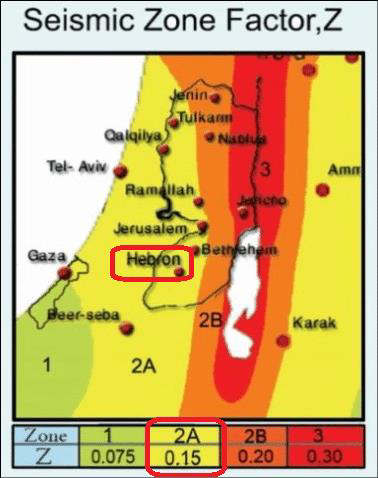 Seismic Zone Factor,Z
Jenin
Tulkarm
Qalqilya
Nablus
Tel- Aviv
3
Amm
Ramallah
Jericho
Jerusalem
Bethlehem
Gaza
Hebron
Beer-seba
2B
Karak
1
2A
Zone 1 2A 2B 3
Z 0.075 0.15 0.20 0.30